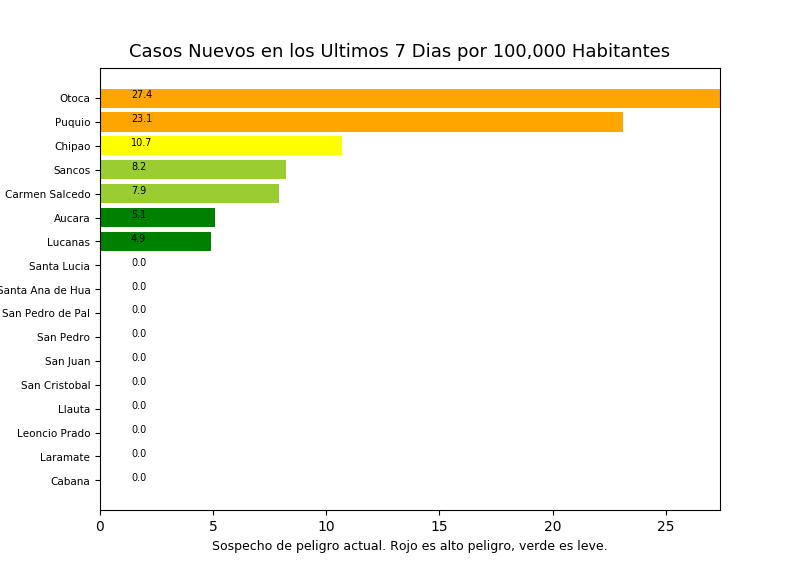 Casos Nuevos en los Ultimos 7 Dias por 100,000 Habitantes
Otoca 27.4
Puquio 23.1
Chipao 10.7
Sancos 8.2
Carmen Salcedo 7.9
Aucara 5.1
Lucanas 4.9
Santa Lucia 0.0
Santa Ana de Hua 0.0
San Pedro de Pal 0.0
San Pedro 0.0
San Juan 0.0
San Cristobal 0.0
Llauta 0.0
Leoncio Prado 0.0
Laramate 0.0
Cabana 0.0
0 5 10 15 20 25
Sospecho de peligro actual. Rojo es alto peligro, verde es leve.